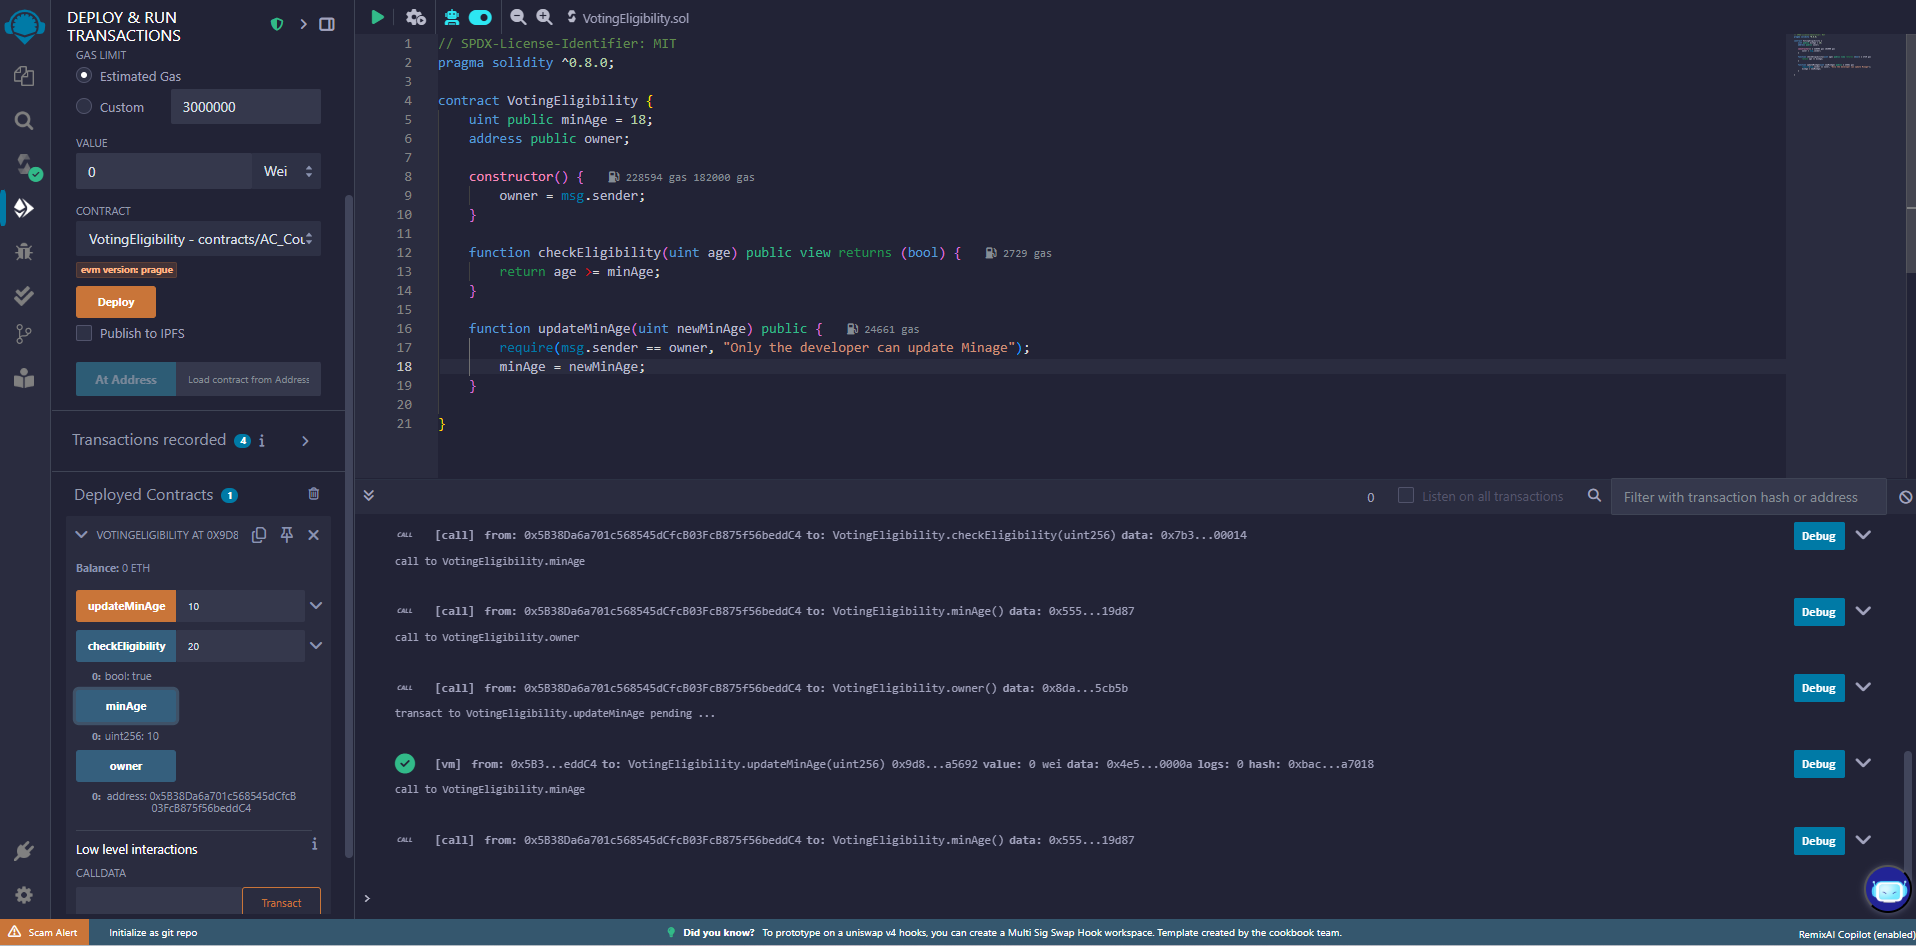 DEPLOY & RUN
TRANSACTIONS
GAS LIMIT
Estimated Gas
Custom
3000000
VALUE
0
Wei
CONTRACT
VotingEligibility - contracts/AC_Cou
evm version: prague
Deploy
Publish to IPFS
At Address
Load contract from Address
Transactions recorded 4 i
Deployed Contracts 1
VOTINGELIGIBILITY AT 0X9D8
Balance: 0 ETH
updateMinAge 10
checkEligibility 20
0: bool: true
minAge
0: uint256: 10
owner
0: address: 0x5B38Da6a701c568545dCfcB
03FcB875f56beddC4
Low level interactions i
CALLDATA
Transact
VotingEligibility.sol
1 // SPDX-License-Identifier: MIT
2 pragma solidity ^0.8.0;
3
4 contract VotingEligibility {
5 uint public minAge = 18;
6 address public owner;
7
8 constructor() { 228594 gas 182000 gas
9 owner = msg.sender;
10 }
11
12 function checkEligibility(uint age) public view returns (bool) { 2729 gas
13 return age >= minAge;
14 }
15
16 function updateMinAge(uint newMinAge) public { 24661 gas
17 require(msg.sender == owner, "Only the developer can update Minage");
18 minAge = newMinAge;
19 }
20
21 }
0 Listen on all transactions Filter with transaction hash or address
CALL [call] from: 0x5B38Da6a701c568545dCfcB03FcB875f56beddC4 to: VotingEligibility.checkEligibility(uint256) data: 0x7b3...00014 Debug
call to VotingEligibility.minAge
CALL [call] from: 0x5B38Da6a701c568545dCfcB03FcB875f56beddC4 to: VotingEligibility.minAge() data: 0x555...19d87 Debug
call to VotingEligibility.owner
CALL [call] from: 0x5B38Da6a701c568545dCfcB03FcB875f56beddC4 to: VotingEligibility.owner() data: 0x8da...5cb5b Debug
transact to VotingEligibility.updateMinAge pending ...
[vm] from: 0x5B3...eddC4 to: VotingEligibility.updateMinAge(uint256) 0x9d8...a5692 value: 0 wei data: 0x4e5...0000a logs: 0 hash: 0xbac...a7018 Debug
call to VotingEligibility.minAge
CALL [call] from: 0x5B38Da6a701c568545dCfcB03FcB875f56beddC4 to: VotingEligibility.minAge() data: 0x555...19d87 Debug
>
Scam Alert
Initialize as git repo
Did you know? To prototype on a uniswap v4 hooks, you can create a Multi Sig Swap Hook workspace. Template created by the cookbook team.
RemixAI Copilot (enabled)